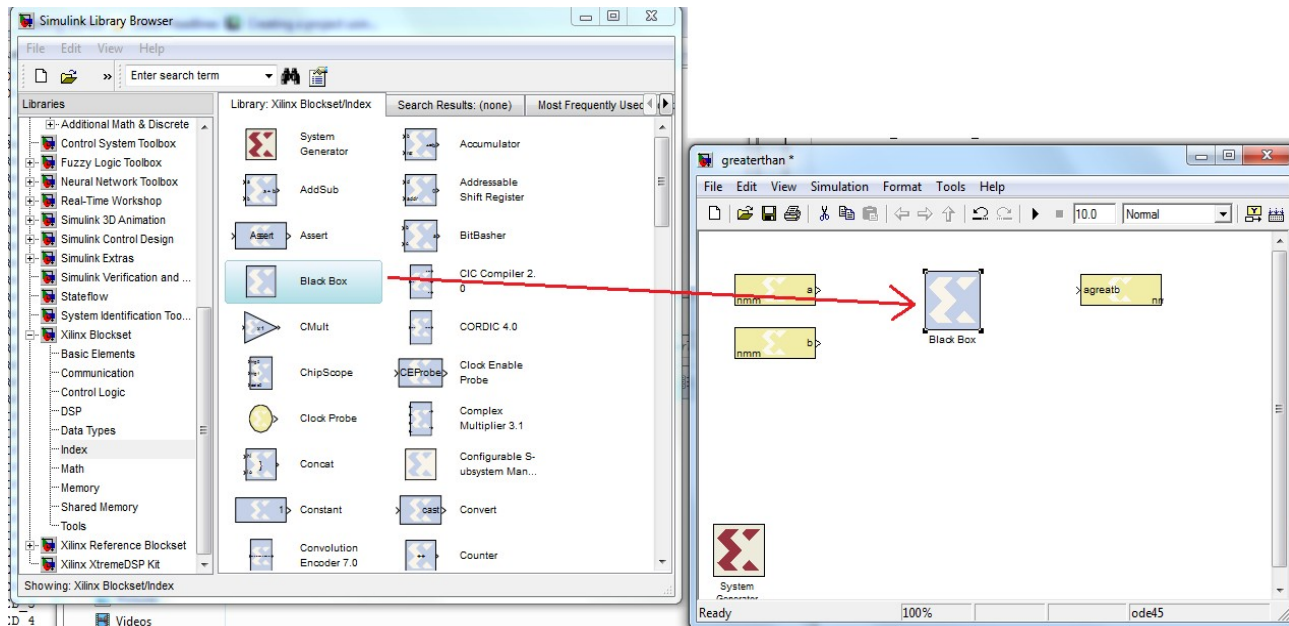 Simulink Library Browser
File Edit View Help
» Enter search term
Libraries
Library: Xilinx Blockset/Index
Search Results: (none)
Most Frequently Used
Additional Math & Discrete
Control System Toolbox
Fuzzy Logic Toolbox
Neural Network Toolbox
Real-Time Workshop
Simulink 3D Animation
Simulink Control Design
Simulink Extras
Simulink Verification and ...
Stateflow
System Identification Too...
Xilinx Blockset
Basic Elements
Communication
Control Logic
DSP
Data Types
Index
Math
Memory
Shared Memory
Tools
Xilinx Reference Blockset
Xilinx XtremeDSP Kit
System
Generator
Accumulator
AddSub
Addressable
Shift Register
Assert
Assert
BitBasher
Black Box
CIC Compiler 2.
0
CMult
CORDIC 4.0
ChipScope
CEProbe
Clock Enable
Probe
Clock Probe
Complex
Multiplier 3.1
Concat
Configurable S-
ubsystem Man...
1
Constant
cast
Convert
Convolution
Encoder 7.0
Counter
Showing: Xilinx Blockset/Index
Videos
greaterthan *
File Edit View Simulation Format Tools Help
10.0 Normal
a
nmm
b
nmm
Black Box
agreatb
System
Generator
Ready 100% ode45